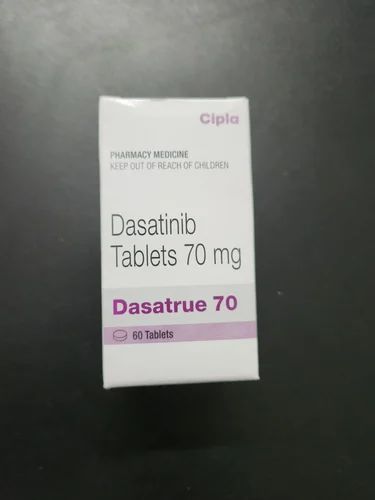 Cipla
PHARMACY MEDICINE
KEEP OUT OF REACH OF CHILDREN
Dasatinib
Tablets 70 mg
Dasatrue 70
60 Tablets